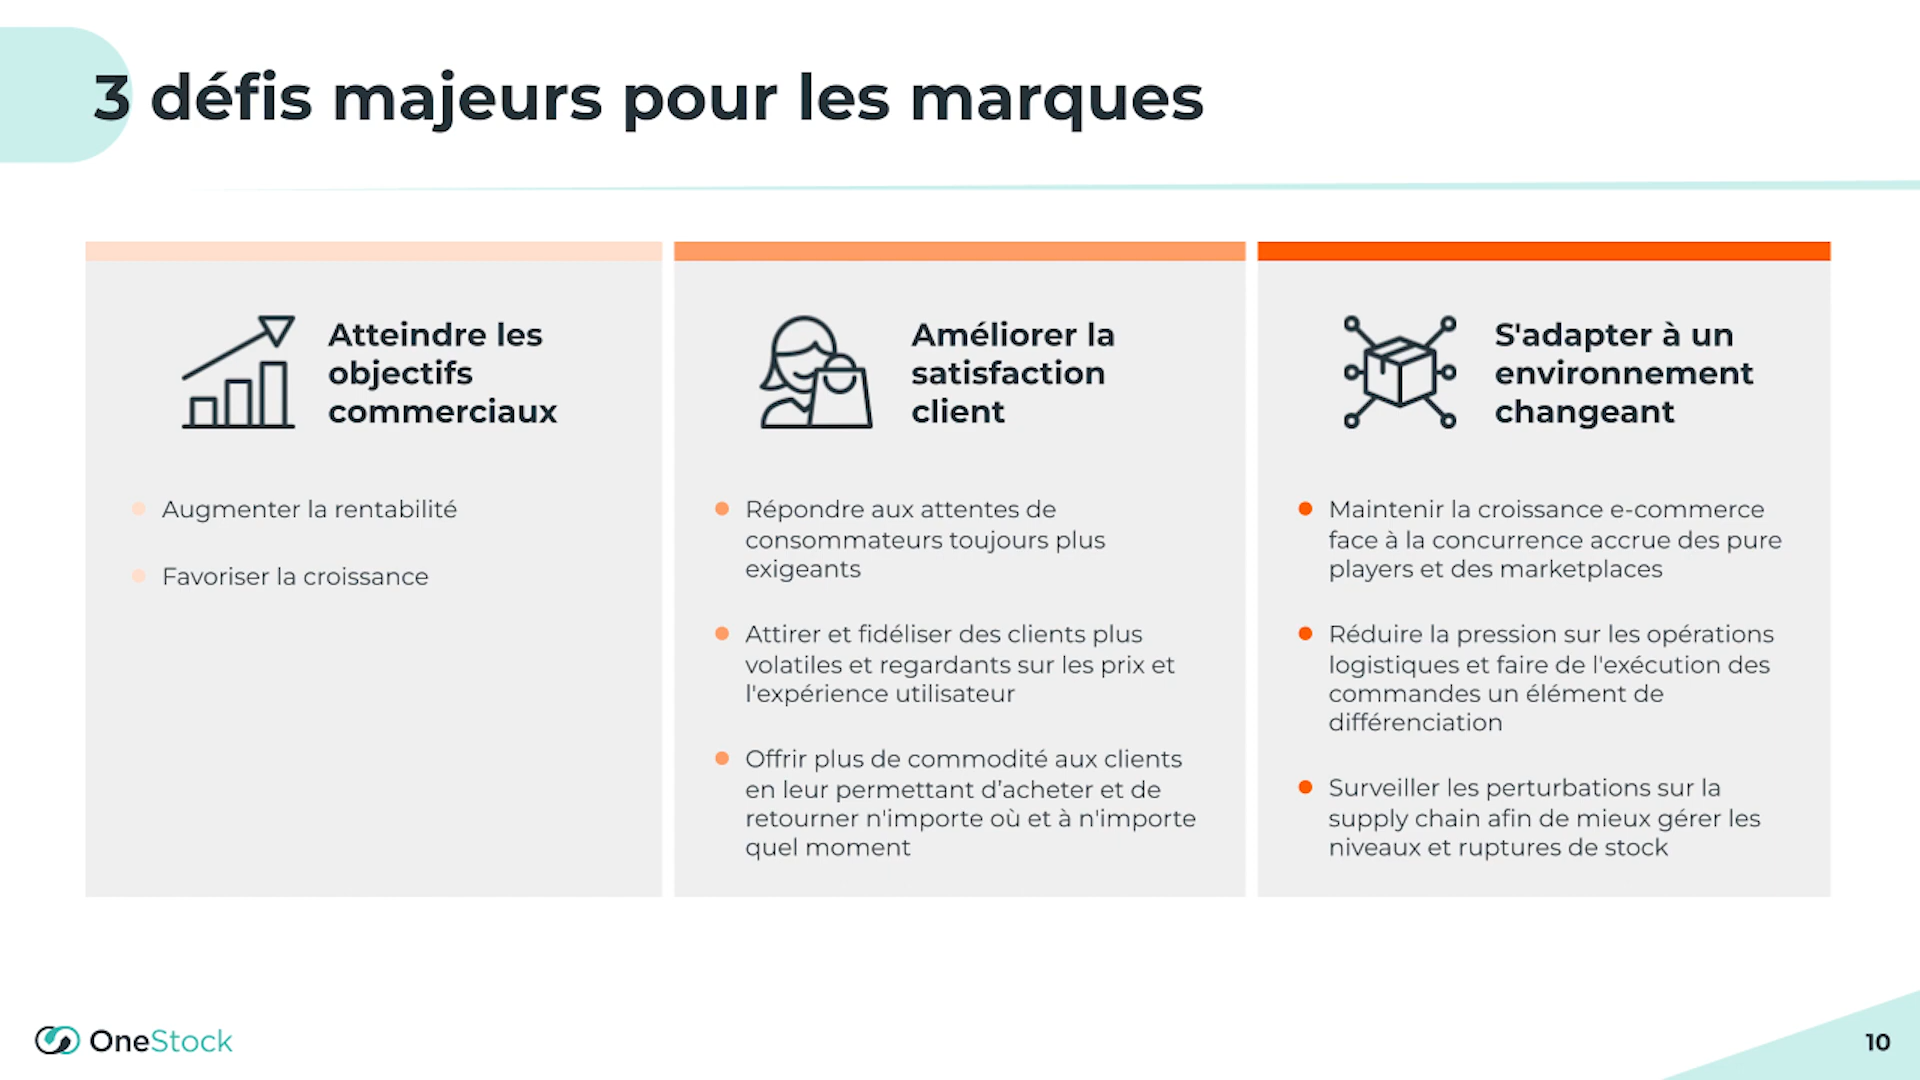 3 défis majeurs pour les marques
Atteindre les
objectifs
commerciaux
Augmenter la rentabilité
Favoriser la croissance
Améliorer la
satisfaction
client
Répondre aux attentes de
consommateurs toujours plus
exigeants
Attirer et fidéliser des clients plus
volatiles et regardants sur les prix et
l'expérience utilisateur
Offrir plus de commodité aux clients
en leur permettant d’acheter et de
retourner n'importe où et à n'importe
quel moment
S'adapter à un
environnement
changeant
Maintenir la croissance e-commerce
face à la concurrence accrue des pure
players et des marketplaces
Réduire la pression sur les opérations
logistiques et faire de l'exécution des
commandes un élément de
différenciation
Surveiller les perturbations sur la
supply chain afin de mieux gérer les
niveaux et ruptures de stock
OneStock
10